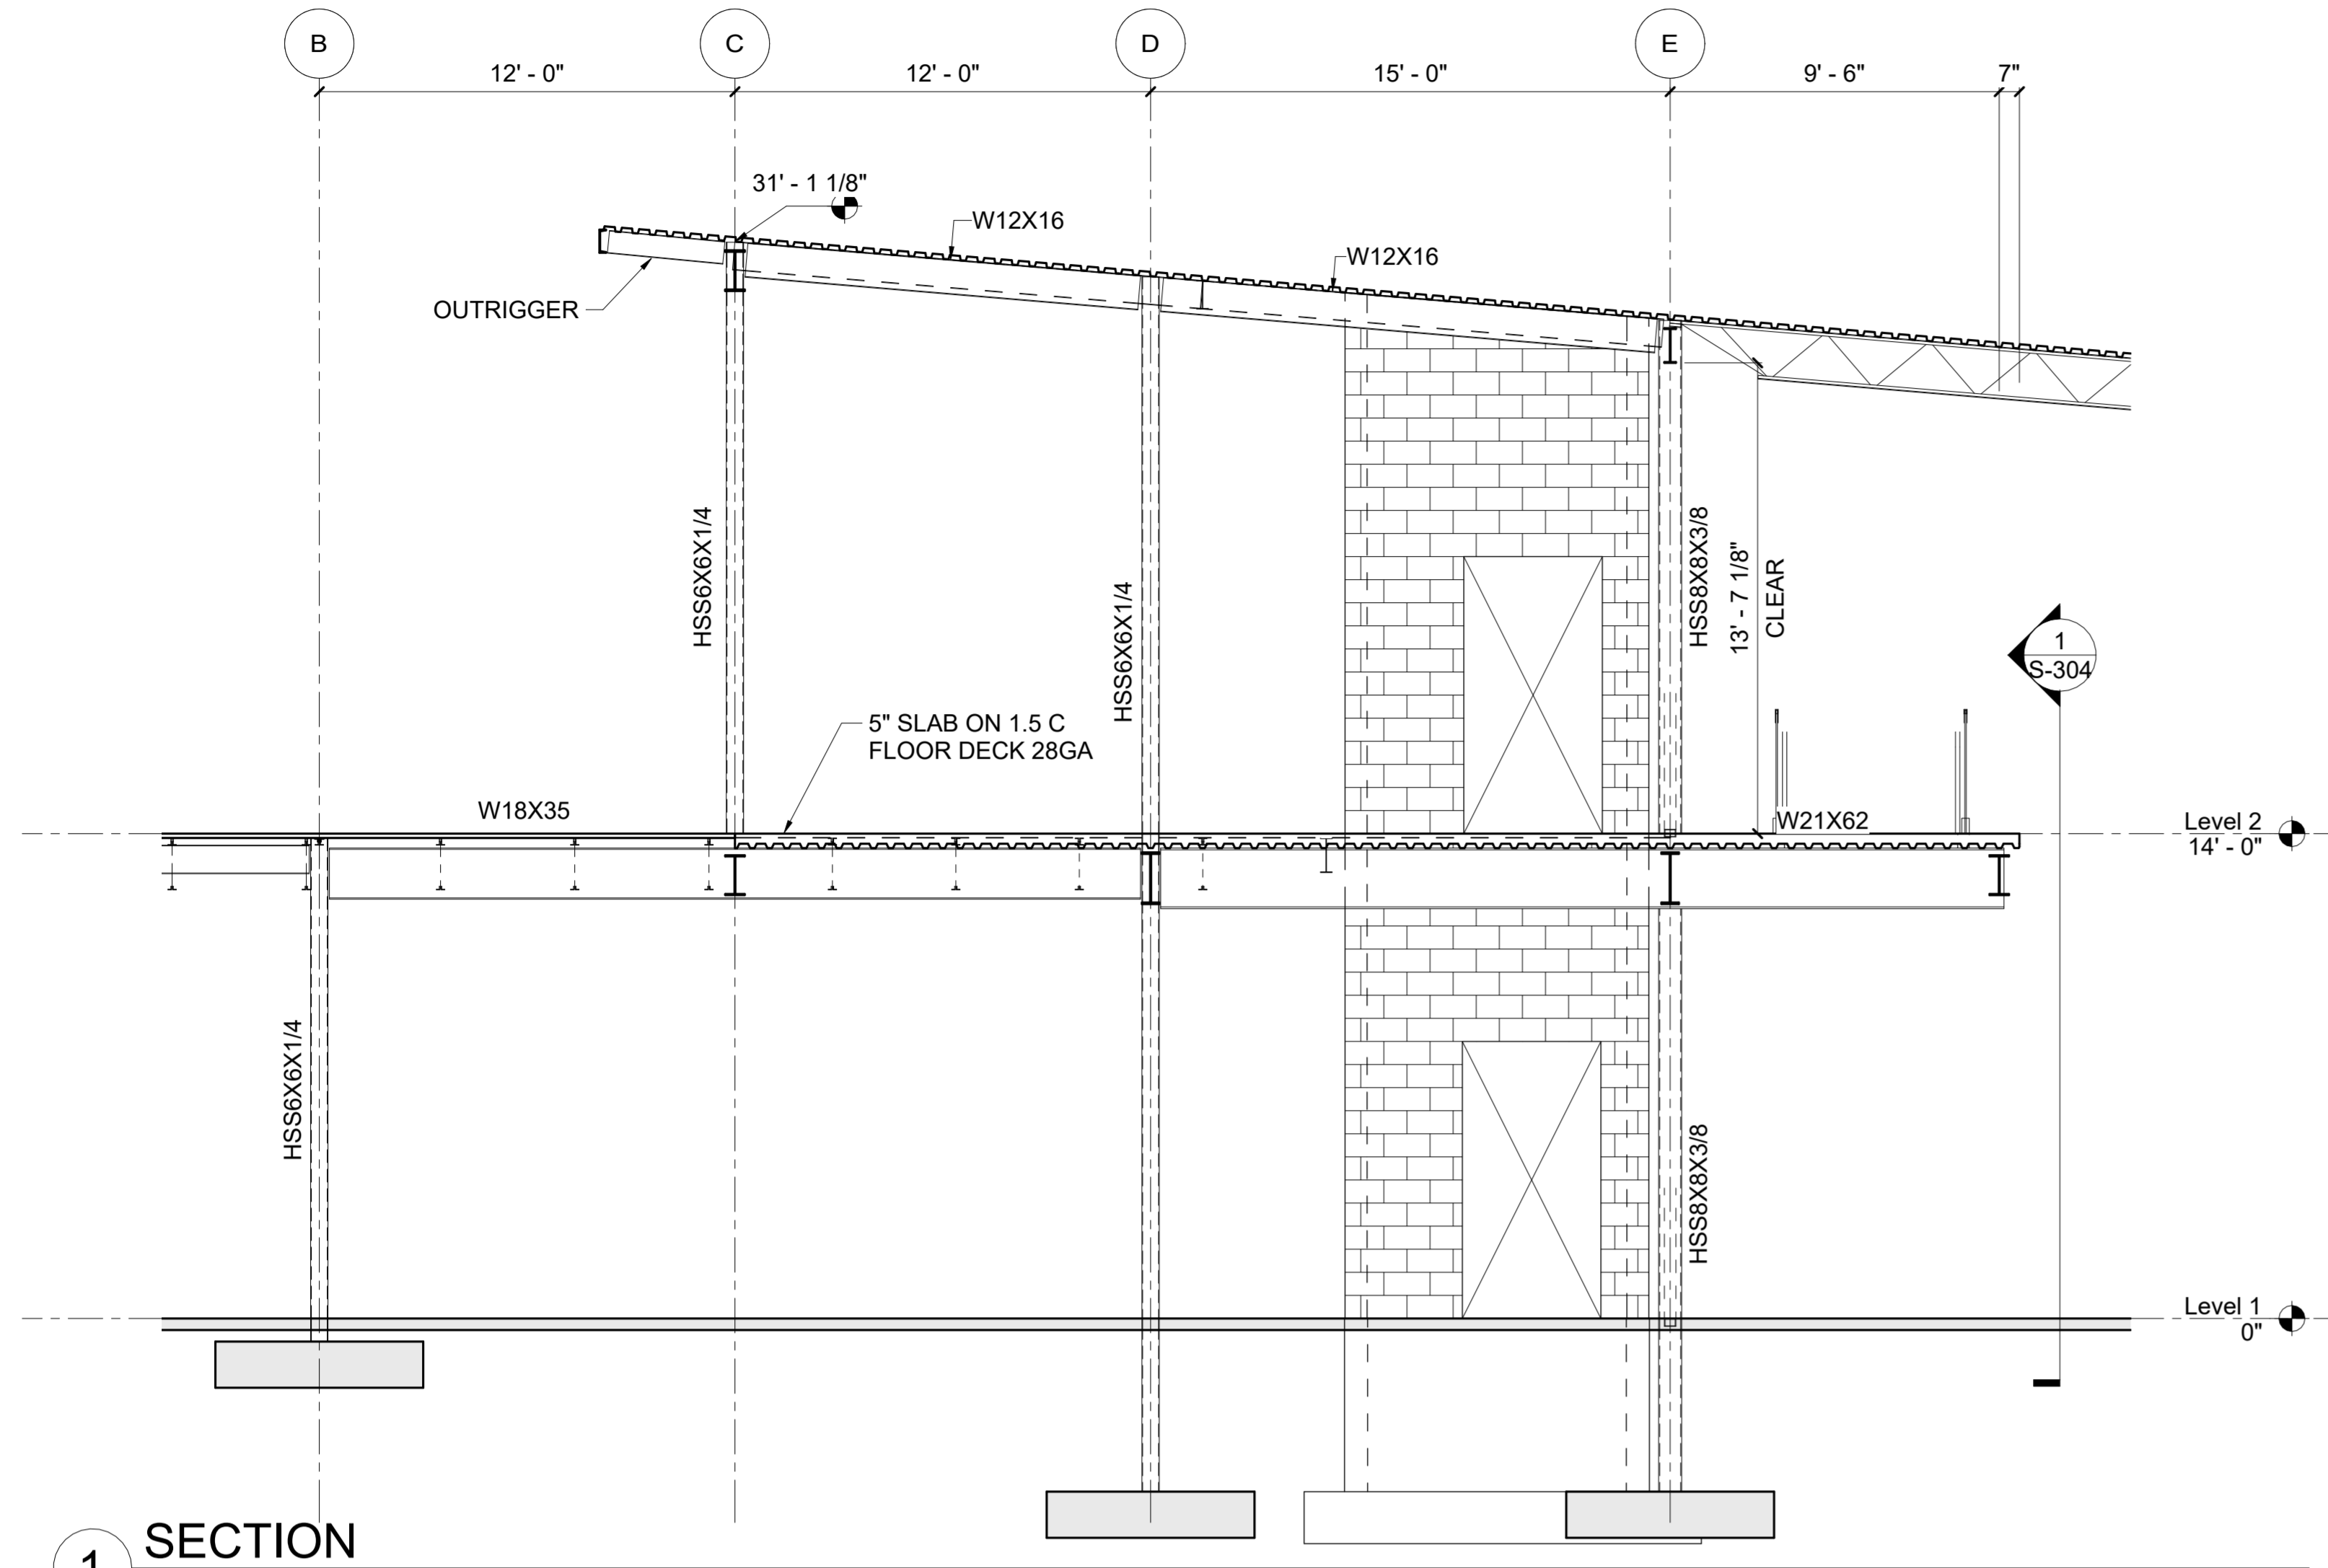 B
C
D
E
12' - 0"
12' - 0"
15' - 0"
9' - 6"
7"
31' - 1 1/8"
W12X16
W12X16
OUTRIGGER
HSS6X6X1/4
HSS6X6X1/4
HSS8X8X3/8
13' - 7 1/8"
CLEAR
1
S-304
5" SLAB ON 1.5 C
FLOOR DECK 28GA
W18X35
W21X62
Level 2
14' - 0"
HSS6X6X1/4
HSS8X8X3/8
Level 1
0"
1
SECTION